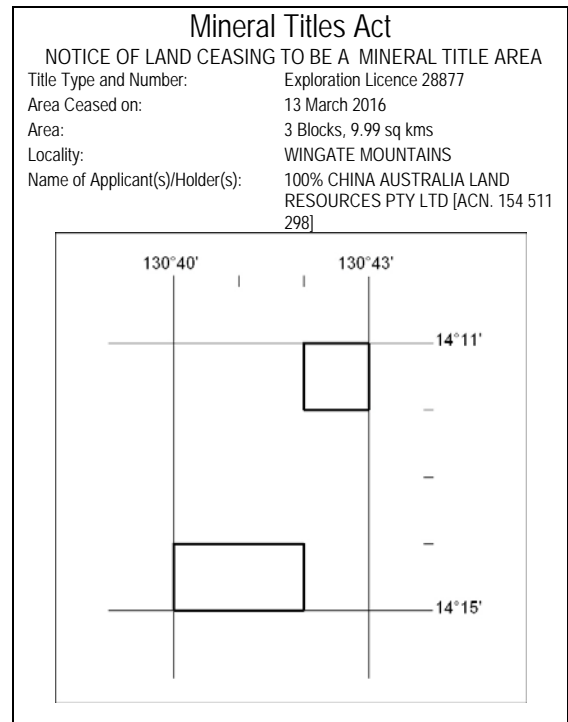 Mineral Titles Act
NOTICE OF LAND CEASING TO BE A MINERAL TITLE AREA
Title Type and Number: Exploration Licence 28877
Area Ceased on: 13 March 2016
Area: 3 Blocks, 9.99 sq kms
Locality: WINGATE MOUNTAINS
Name of Applicant(s)/Holder(s): 100% CHINA AUSTRALIA LAND
RESOURCES PTY LTD [ACN. 154 511
298]
130°40' 130°43'
14°11'
14°15'